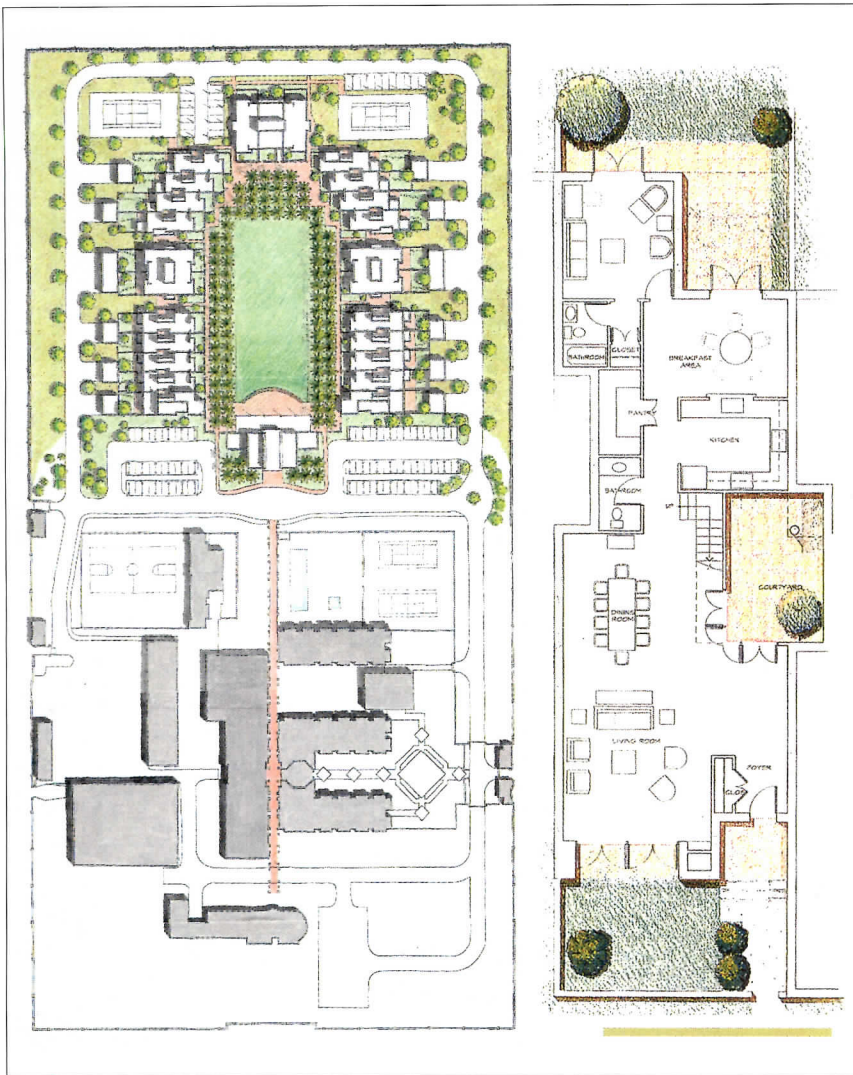 BATHROOM
CLOSET
BREAKFAST
AREA
PANTRY
KITCHEN
BATHROOM
UP
COURTYARD
DINING
ROOM
LIVING ROOM
FOYER
CLOS